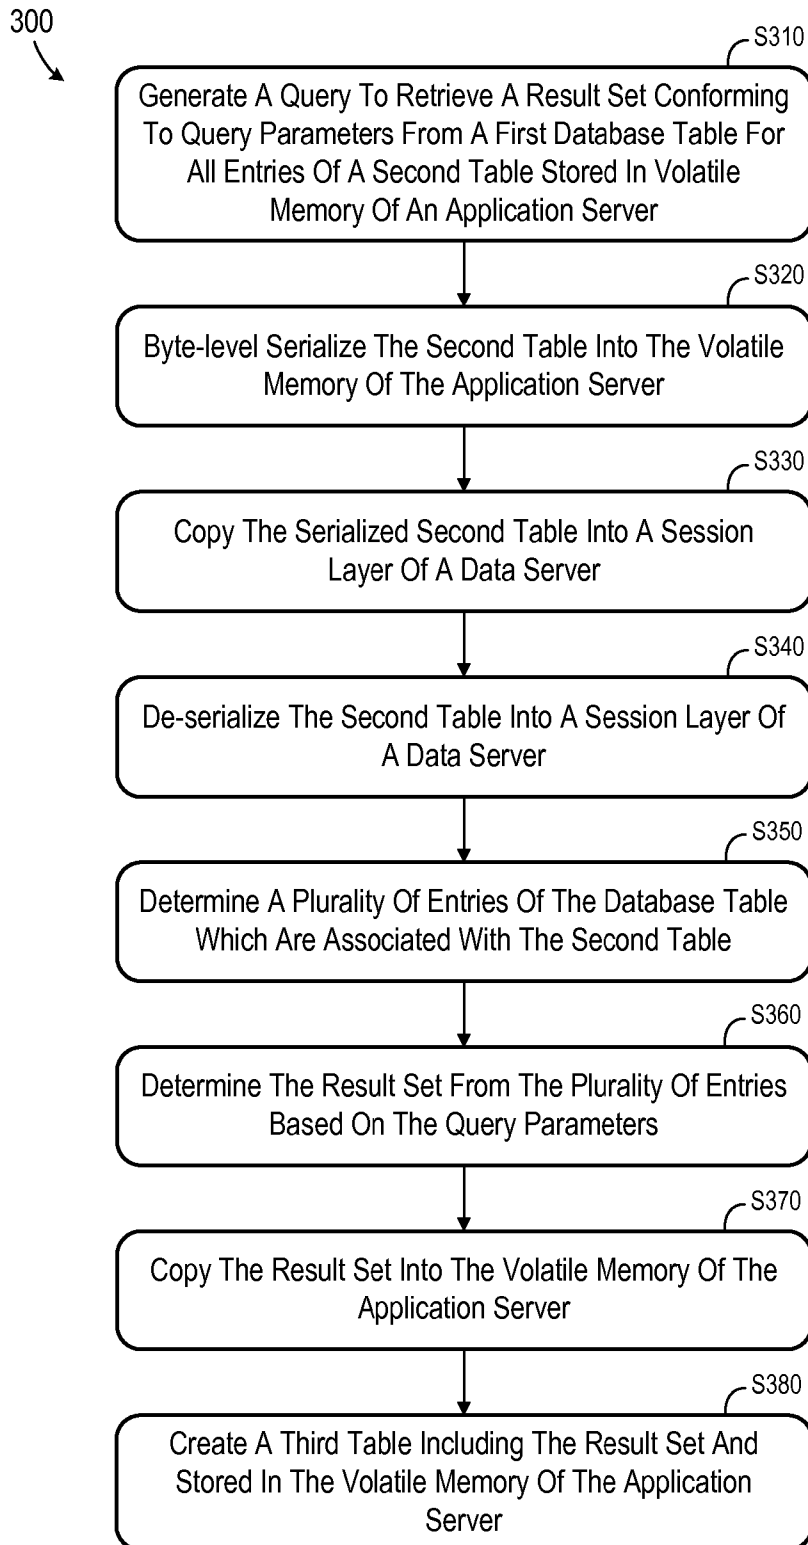 300
S310
Generate A Query To Retrieve A Result Set Conforming
To Query Parameters From A First Database Table For
All Entries Of A Second Table Stored In Volatile
Memory Of An Application Server
S320
Byte-level Serialize The Second Table Into The Volatile
Memory Of The Application Server
S330
Copy The Serialized Second Table Into A Session
Layer Of A Data Server
S340
De-serialize The Second Table Into A Session Layer Of
A Data Server
S350
Determine A Plurality Of Entries Of The Database Table
Which Are Associated With The Second Table
S360
Determine The Result Set From The Plurality Of Entries
Based On The Query Parameters
S370
Copy The Result Set Into The Volatile Memory Of The
Application Server
S380
Create A Third Table Including The Result Set And
Stored In The Volatile Memory Of The Application
Server